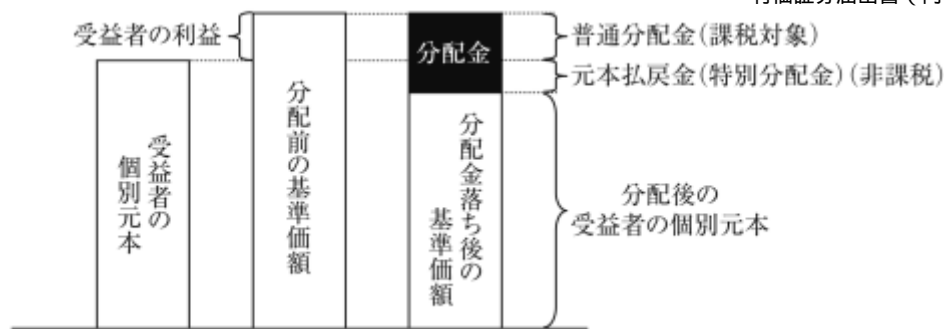 受益者の利益
分配金
普通分配金(課税対象)
元本払戻金(特別分配金)(非課税)
受益者の
個別元本
分配前の基準価額
分配金落ち後の
基準価額
分配後の
受益者の個別元本